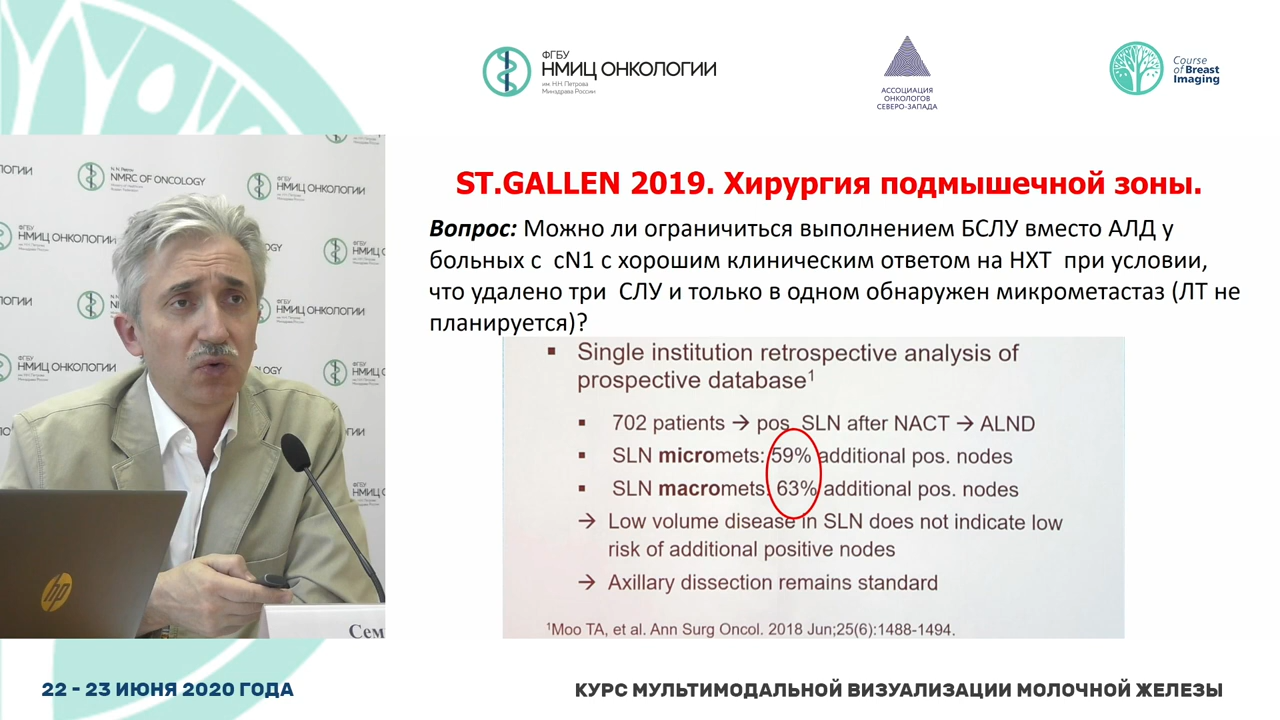 ФГБУ
НМИЦ ОНКОЛОГИИ
им. Н.Н. Петрова
Минздрава России
АССОЦИАЦИЯ
ОНКОЛОГОВ
СЕВЕРО-ЗАПАДА
Course
of Breast
Imaging
N.N. Petrov
NMRC OF ONCOLOGY
ФГБУ
НМИЦ ОНКОЛОГИИ
hp
Сем
ST.GALLEN 2019. Хирургия подмышечной зоны.
Вопрос: Можно ли ограничиться выполнением БСЛУ вместо АЛД у
больных с cN1 с хорошим клиническим ответом на НХТ при условии,
что удалено три СЛУ и только в одном обнаружен микрометастаз (ЛТ не
планируется)?
▪ Single institution retrospective analysis of
prospective database¹
▪ 702 patients → pos. SLN after NACT → ALND
▪ SLN micromets: 59% additional pos. nodes
▪ SLN macromets: 63% additional pos. nodes
→ Low volume disease in SLN does not indicate low
risk of additional positive nodes
→ Axillary dissection remains standard
¹Moo TA, et al. Ann Surg Oncol. 2018 Jun;25(6):1488-1494.
22 - 23 ИЮНЯ 2020 ГОДА
КУРС МУЛЬТИМОДАЛЬНОЙ ВИЗУАЛИЗАЦИИ МОЛОЧНОЙ ЖЕЛЕЗЫ